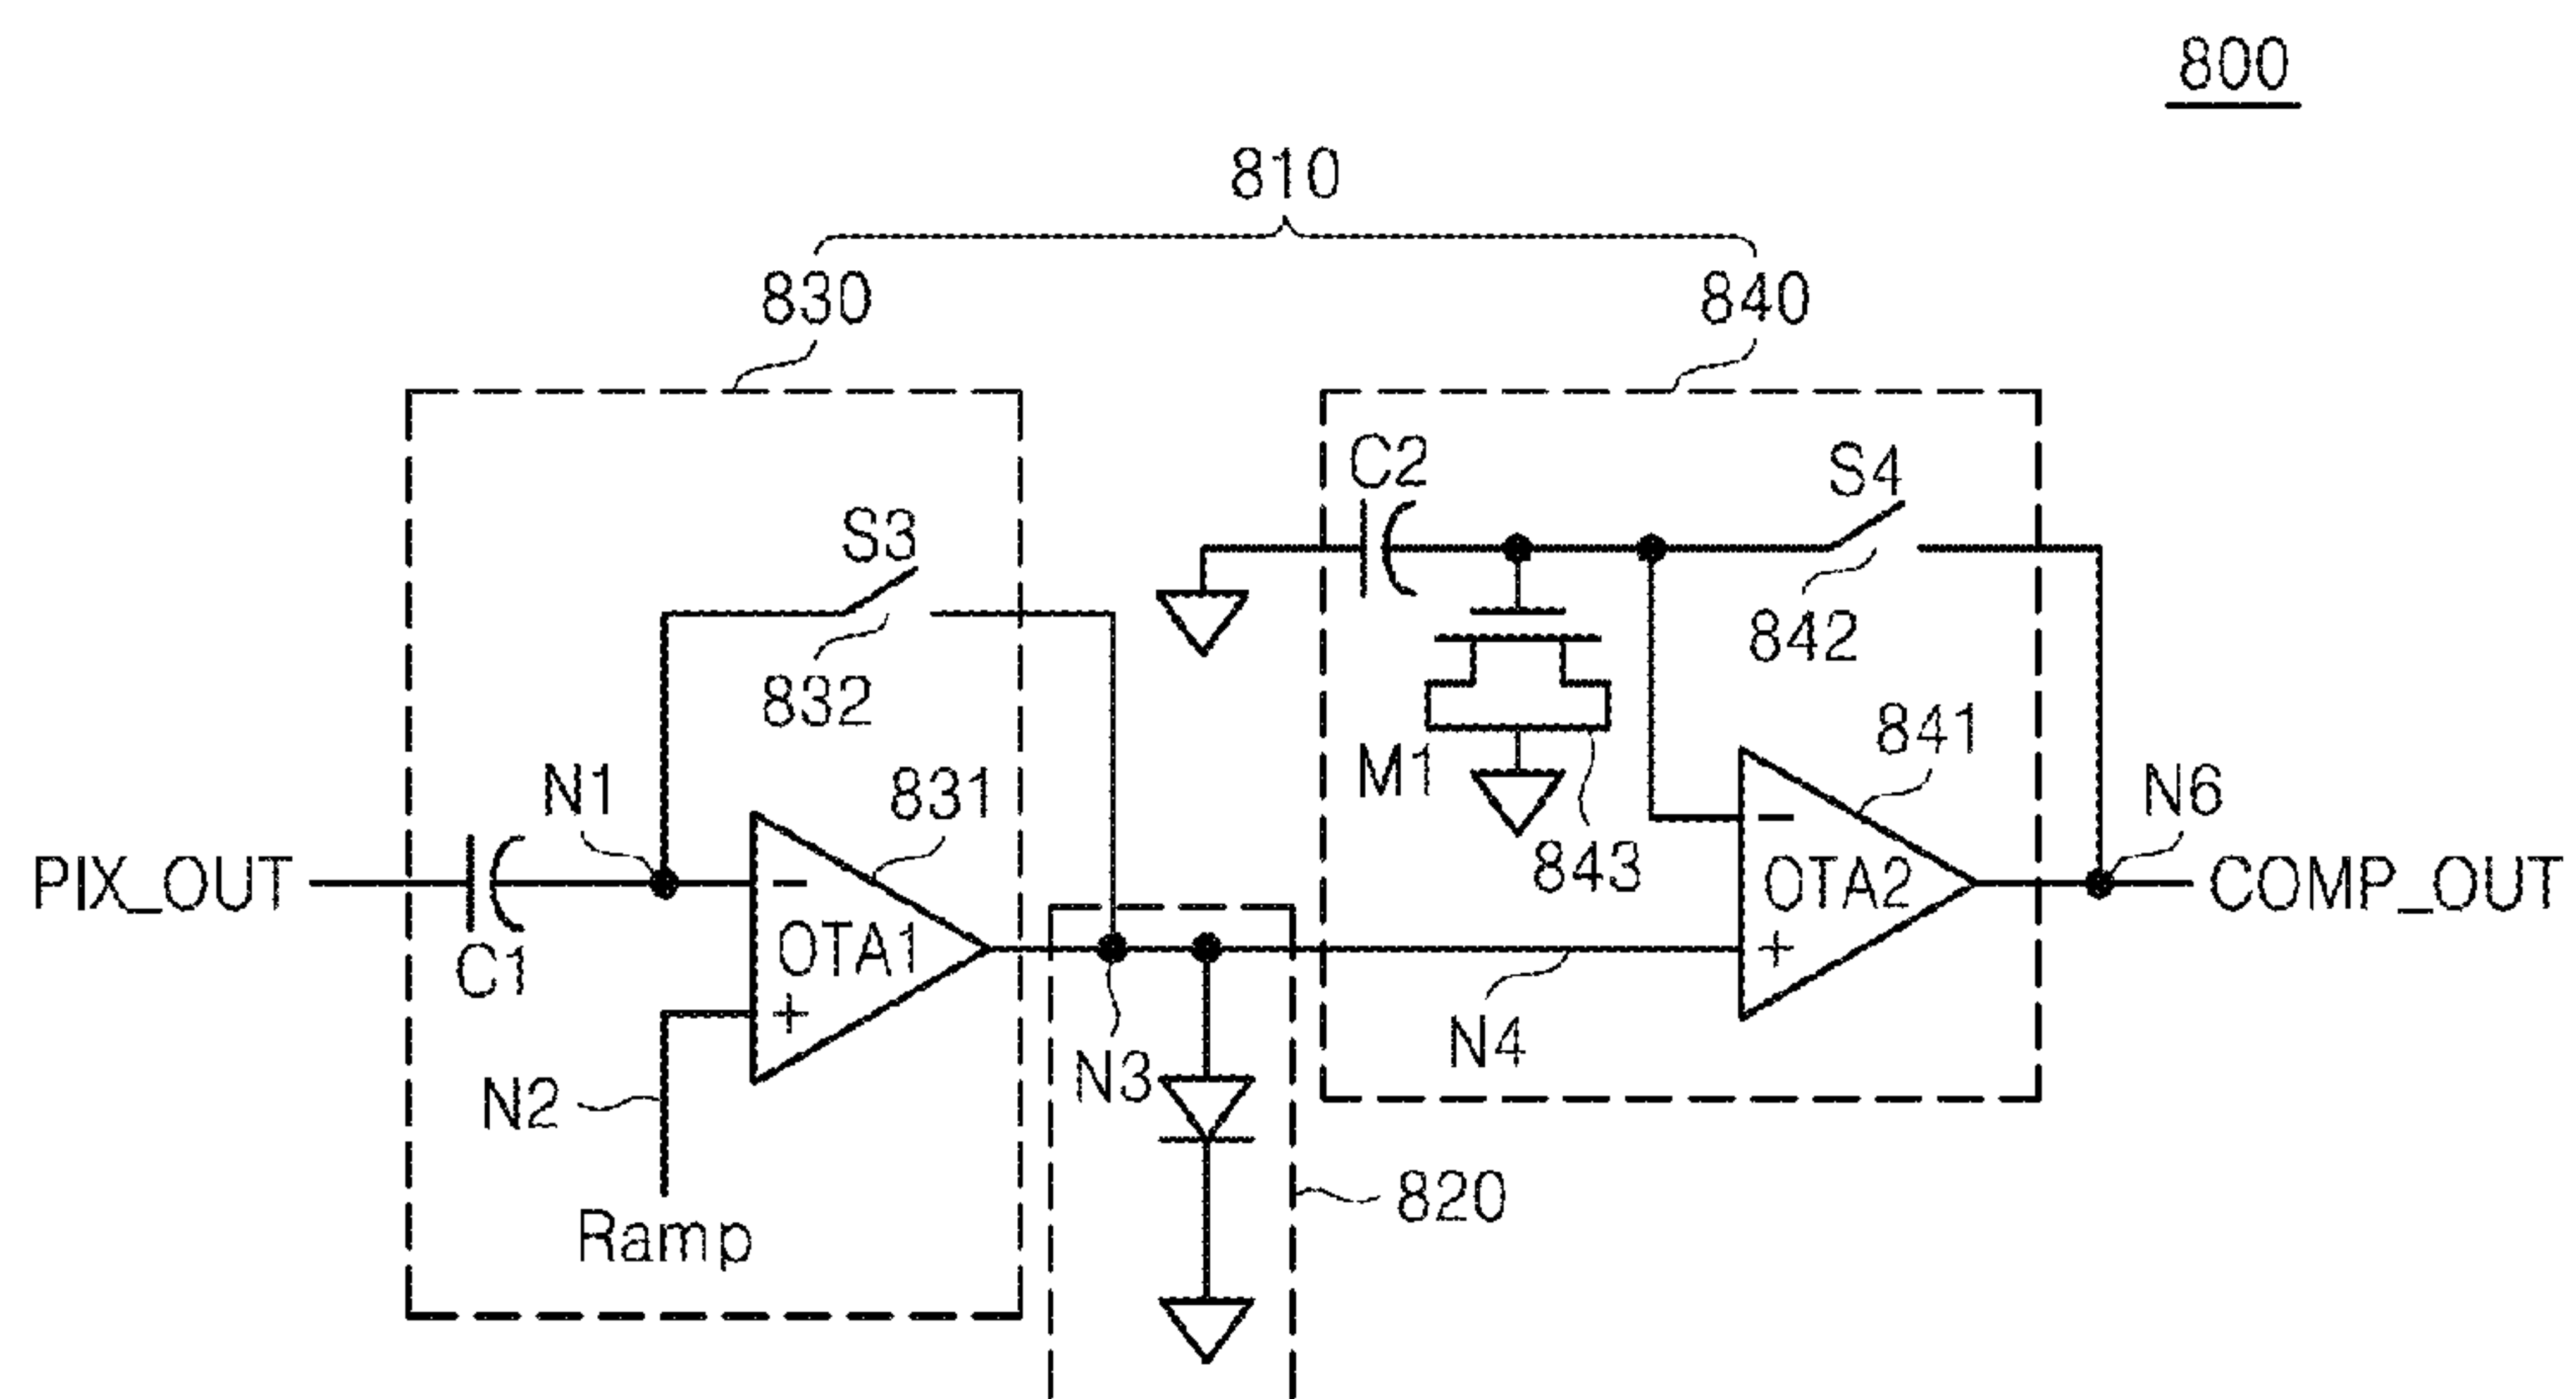 800
810
830
840
C2
S4
S3
842
832
841
N1
831
M1
N6
843
PIX_OUT
−
−
OTA2
COMP_OUT
OTA1
C1
+
+
N4
N3
N2
820
Ramp